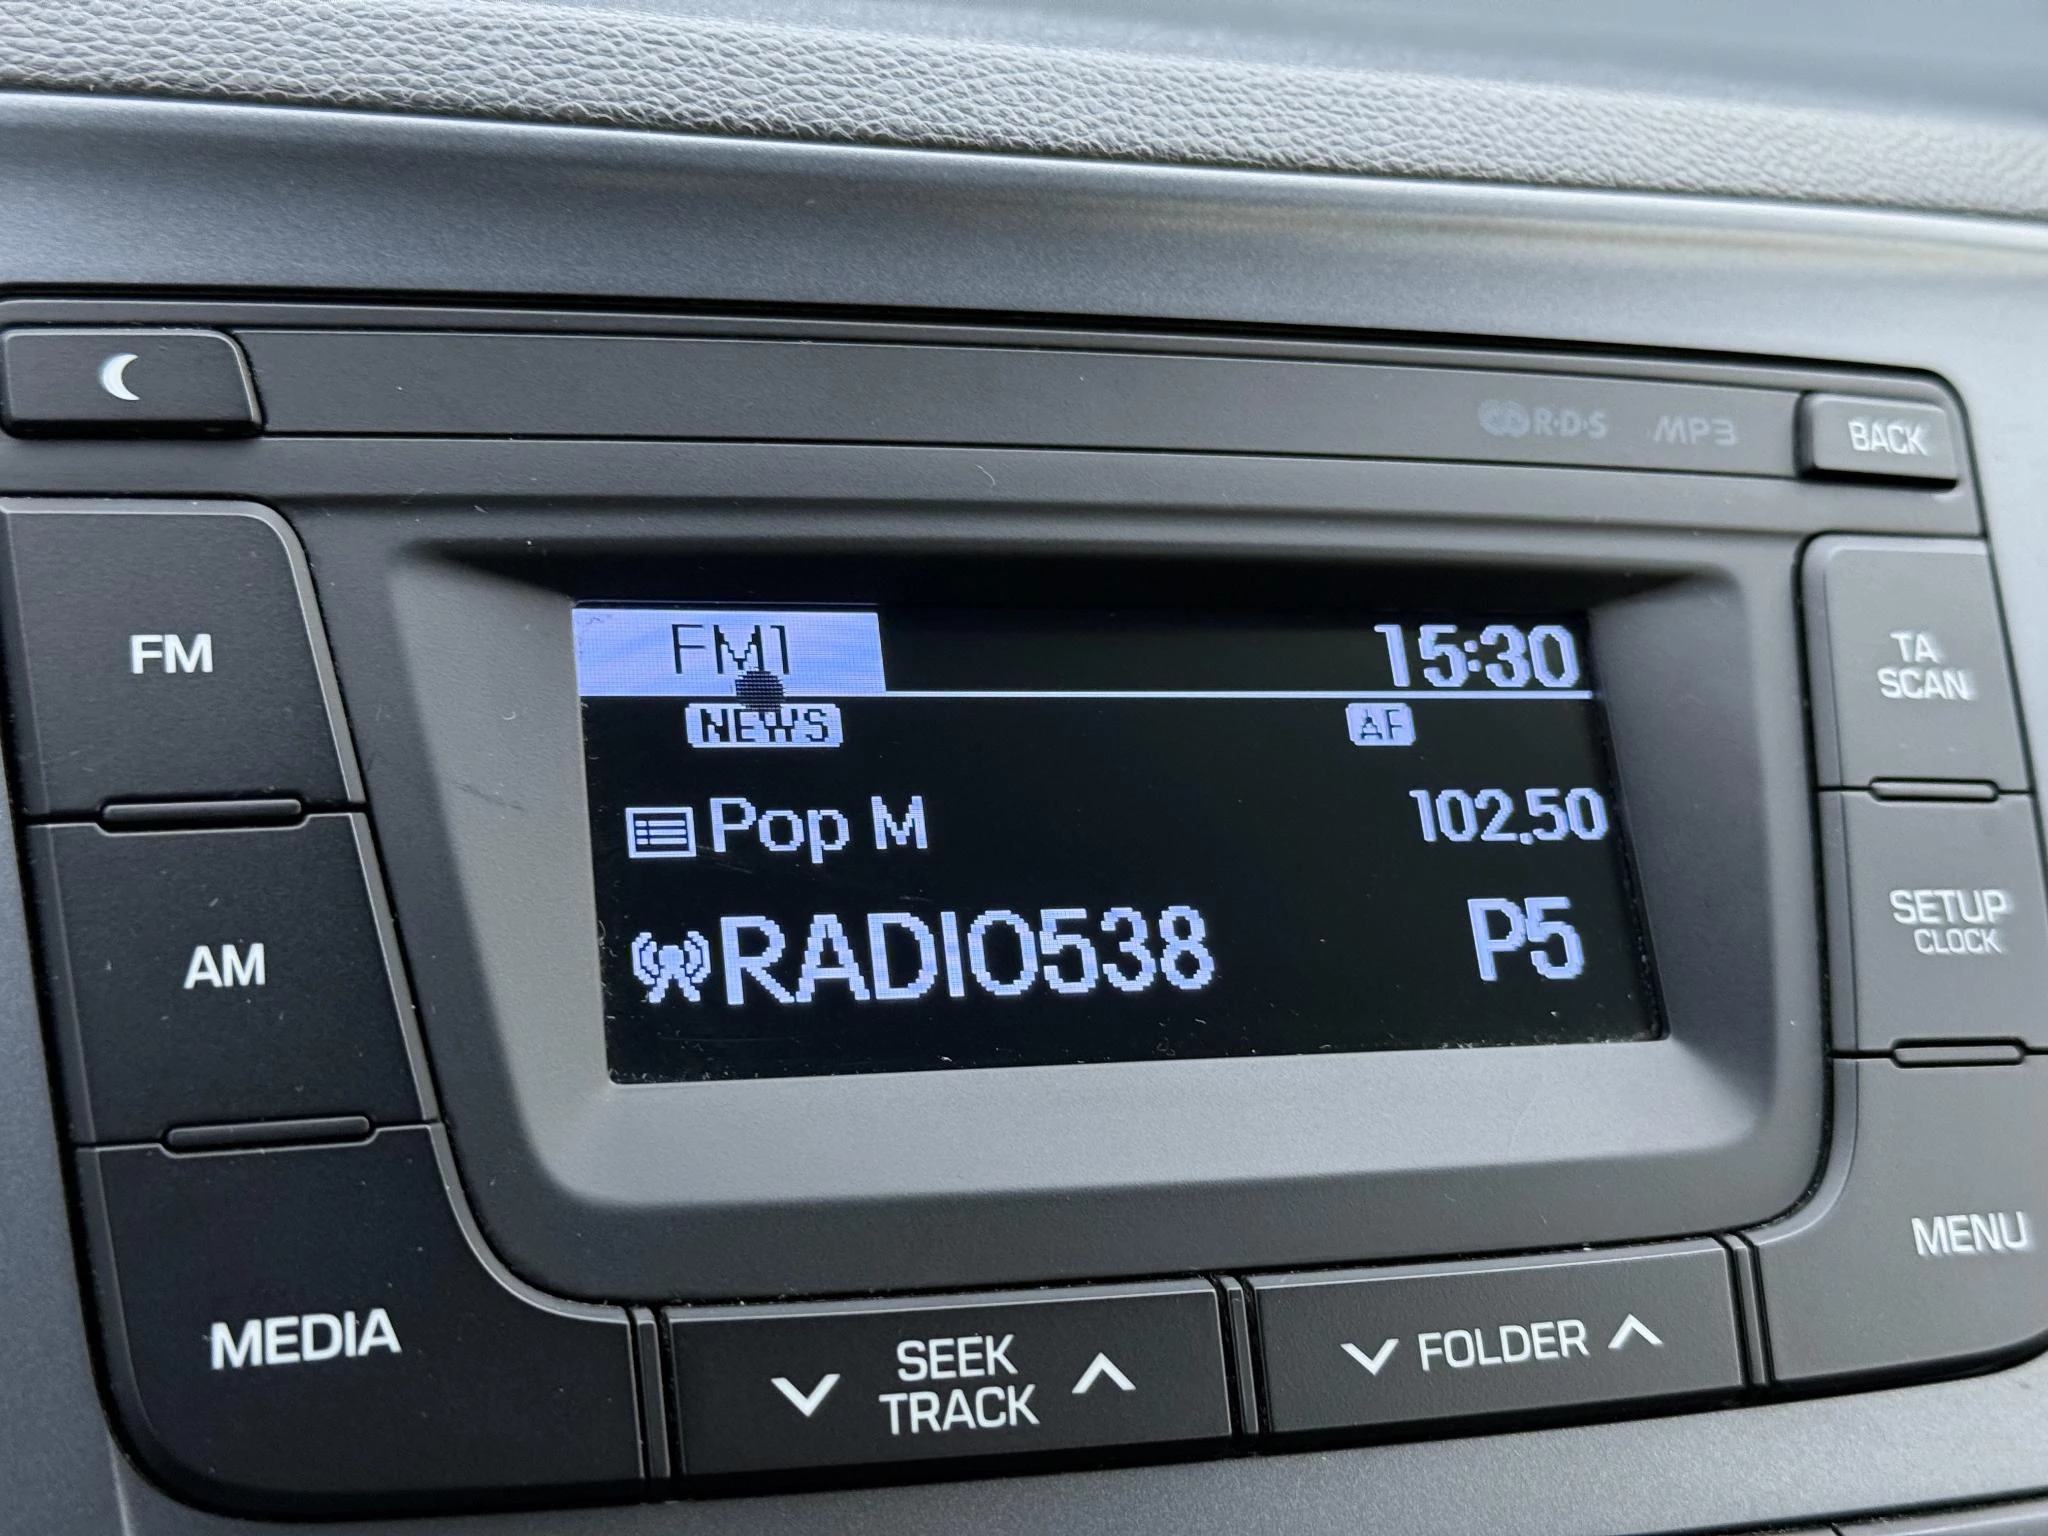 R·D·S MP3 BACK
FM
FM1 15:30
NEWS AF
TA
SCAN
Pop M 102.50
RADIO538 P5
AM
SETUP
CLOCK
MENU
MEDIA
SEEK
TRACK
FOLDER